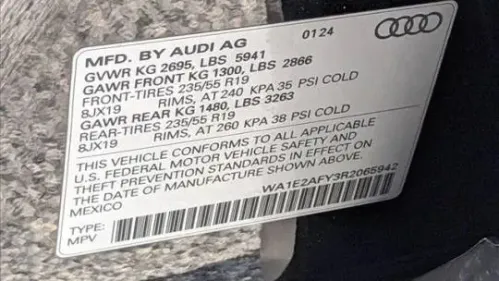 MFD. BY AUDI AG 0124
GVWR KG 2695, LBS 5941
GAWR FRONT KG 1300, LBS 2866
FRONT-TIRES 235/55 R19
8JX19 RIMS, AT 240 KPA 35 PSI COLD
GAWR REAR KG 1480, LBS 3263
REAR-TIRES 235/55 R19
8JX19 RIMS, AT 260 KPA 38 PSI COLD
THIS VEHICLE CONFORMS TO ALL APPLICABLE
U.S. FEDERAL MOTOR VEHICLE SAFETY AND
THEFT PREVENTION STANDARDS IN EFFECT ON
THE DATE OF MANUFACTURE SHOWN ABOVE.
MEXICO WA1E2AFY3R2065942
TYPE:
MPV